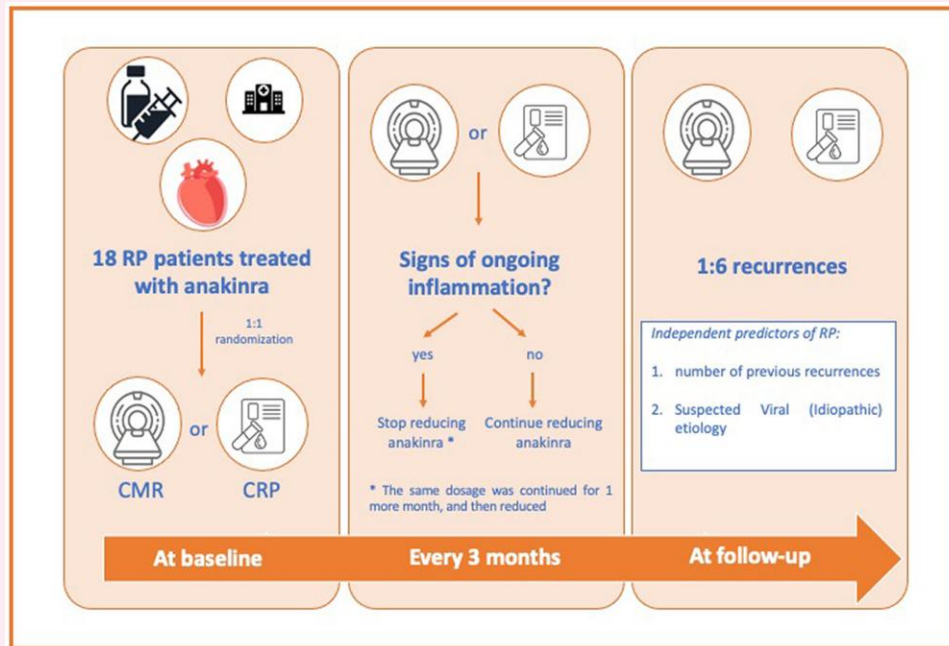 18 RP patients treated
with anakinra
1:1
randomization
or
CMR
CRP
At baseline
or
Signs of ongoing
inflammation?
yes
no
Stop reducing
anakinra *
Continue reducing
anakinra
* The same dosage was continued for 1
more month, and then reduced
Every 3 months
1:6 recurrences
Independent predictors of RP:
1. number of previous recurrences
2. Suspected Viral (Idiopathic)
etiology
At follow-up